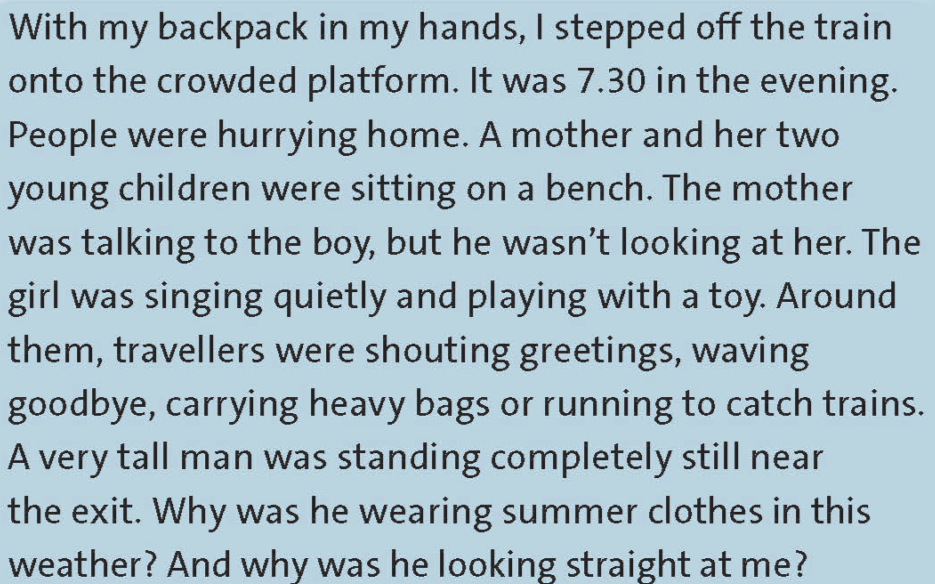 With my backpack in my hands, I stepped off the train
onto the crowded platform. It was 7.30 in the evening.
People were hurrying home. A mother and her two
young children were sitting on a bench. The mother
was talking to the boy, but he wasn’t looking at her. The
girl was singing quietly and playing with a toy. Around
them, travellers were shouting greetings, waving
goodbye, carrying heavy bags or running to catch trains.
A very tall man was standing completely still near
the exit. Why was he wearing summer clothes in this
weather? And why was he looking straight at me?